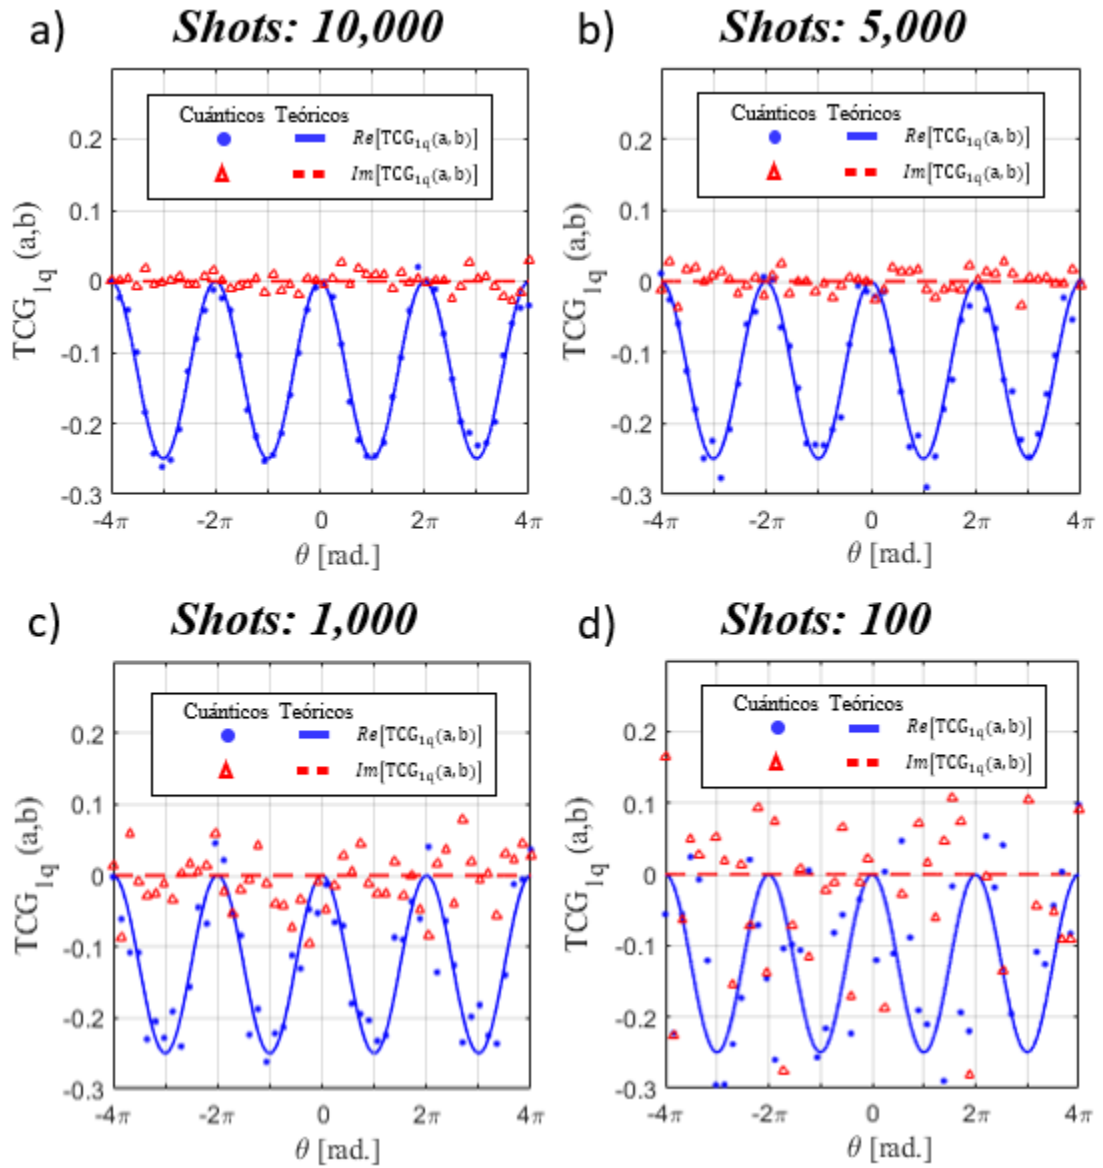 a) Shots: 10,000
Cuánticos Teóricos
Re[TCG1q(a,b)]
Im[TCG1q(a,b)]
0.2
0.1
0
-0.1
-0.2
-0.3
TCG1q (a,b)
-4π -2π 0 2π 4π
θ [rad.]
b) Shots: 5,000
Cuánticos Teóricos
Re[TCG1q(a,b)]
Im[TCG1q(a,b)]
0.2
0.1
0
-0.1
-0.2
-0.3
TCG1q (a,b)
-4π -2π 0 2π 4π
θ [rad.]
c) Shots: 1,000
Cuánticos Teóricos
Re[TCG1q(a,b)]
Im[TCG1q(a,b)]
0.2
0.1
0
-0.1
-0.2
-0.3
TCG1q (a,b)
-4π -2π 0 2π 4π
θ [rad.]
d) Shots: 100
Cuánticos Teóricos
Re[TCG1q(a,b)]
Im[TCG1q(a,b)]
0.2
0.1
0
-0.1
-0.2
-0.3
TCG1q (a,b)
-4π -2π 0 2π 4π
θ [rad.]